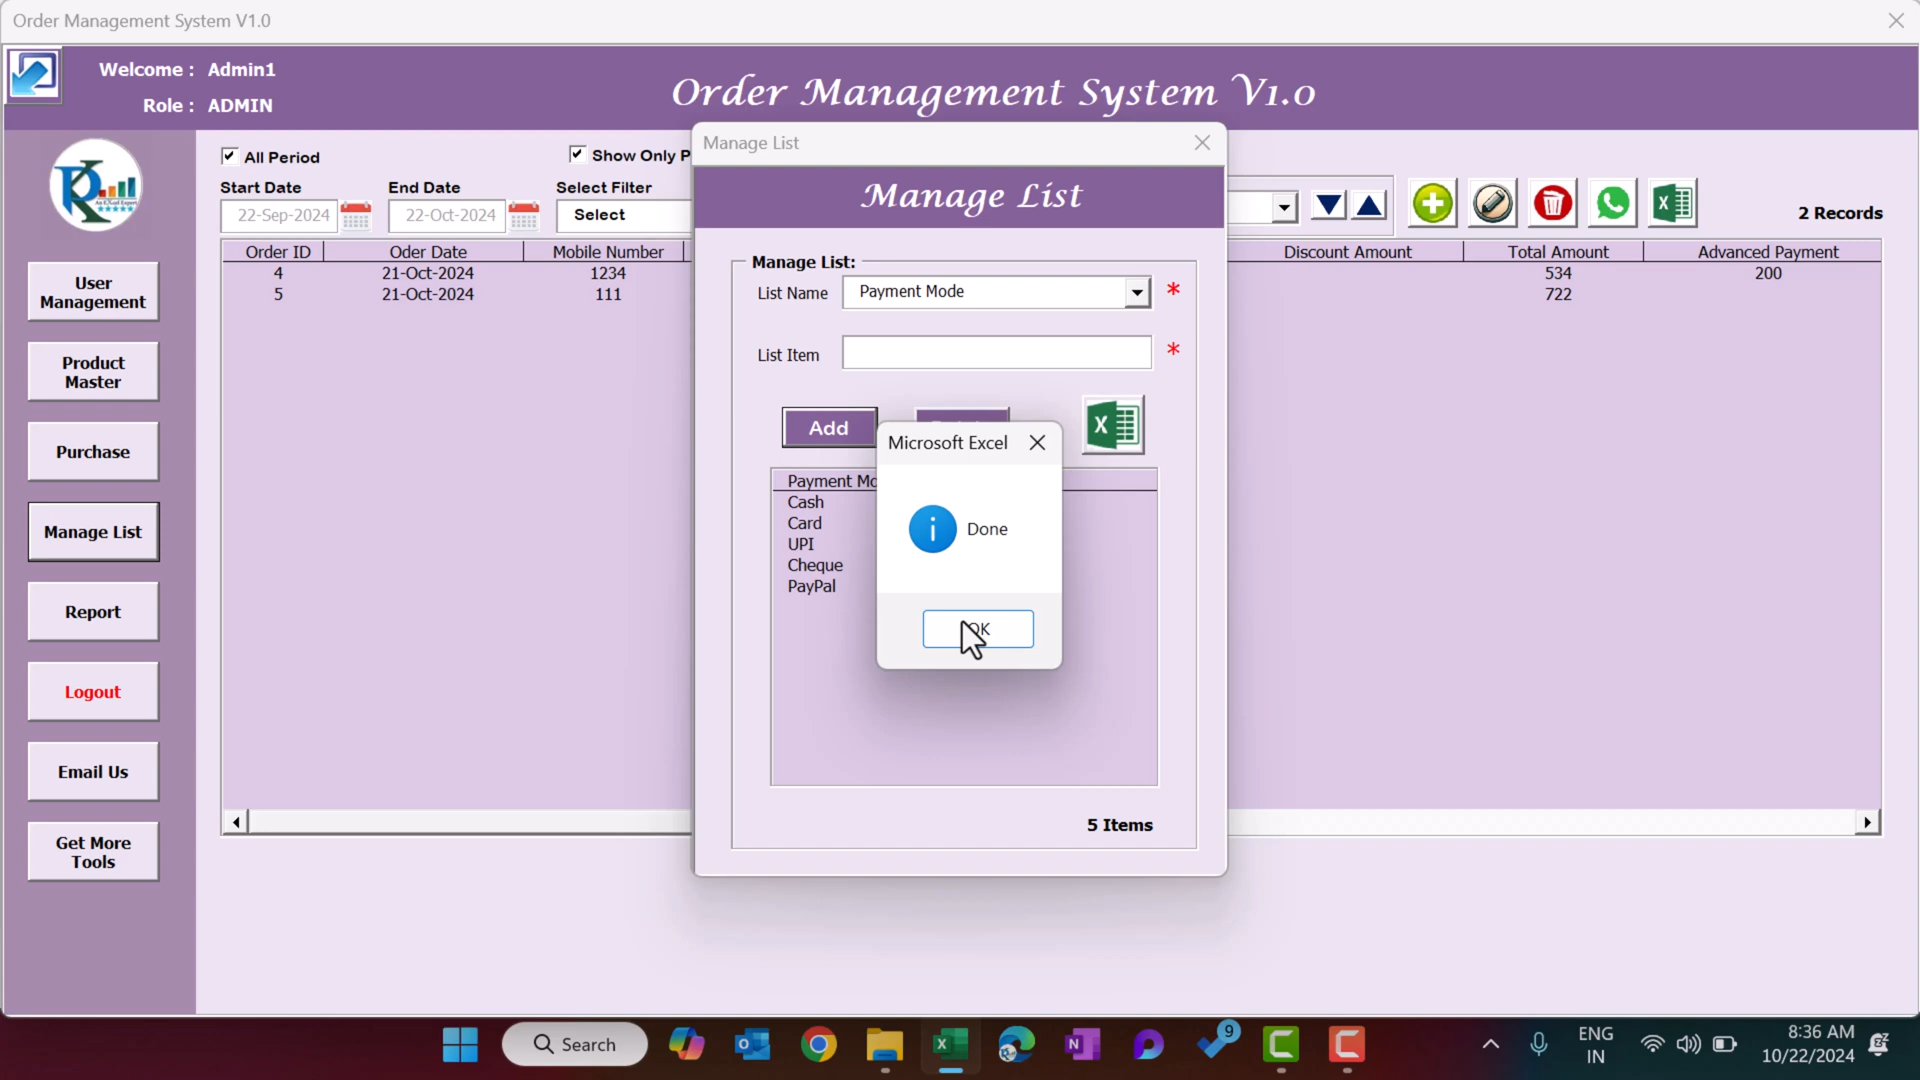 Order Management System V1.0
Welcome : Admin1
Role : ADMIN
Order Management System V1.0
An EXcel Expert
User
Management
Product
Master
Purchase
Manage List
Report
Logout
Email Us
Get More
Tools
All Period
Show Only P
Start Date
End Date
Select Filter
22-Sep-2024
22-Oct-2024
Select
2 Records
Order ID Oder Date Mobile Number Discount Amount Total Amount Advanced Payment
4 21-Oct-2024 1234 534 200
5 21-Oct-2024 111 722
Manage List
Manage List
Manage List:
List Name Payment Mode *
List Item *
Add
Payment Mo
Cash
Card
UPI
Cheque
PayPal
5 Items
Microsoft Excel
Done
OK
Search
9
ENG
IN
8:36 AM
10/22/2024